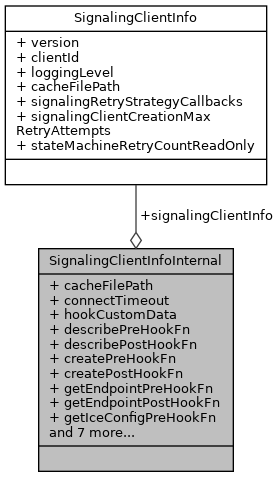 SignalingClientInfo
+ version
+ clientId
+ loggingLevel
+ cacheFilePath
+ signalingRetryStrategyCallbacks
+ signalingClientCreationMax
RetryAttempts
+ stateMachineRetryCountReadOnly
+signalingClientInfo
SignalingClientInfoInternal
+ cacheFilePath
+ connectTimeout
+ hookCustomData
+ describePreHookFn
+ describePostHookFn
+ createPreHookFn
+ createPostHookFn
+ getEndpointPreHookFn
+ getEndpointPostHookFn
+ getIceConfigPreHookFn
and 7 more...